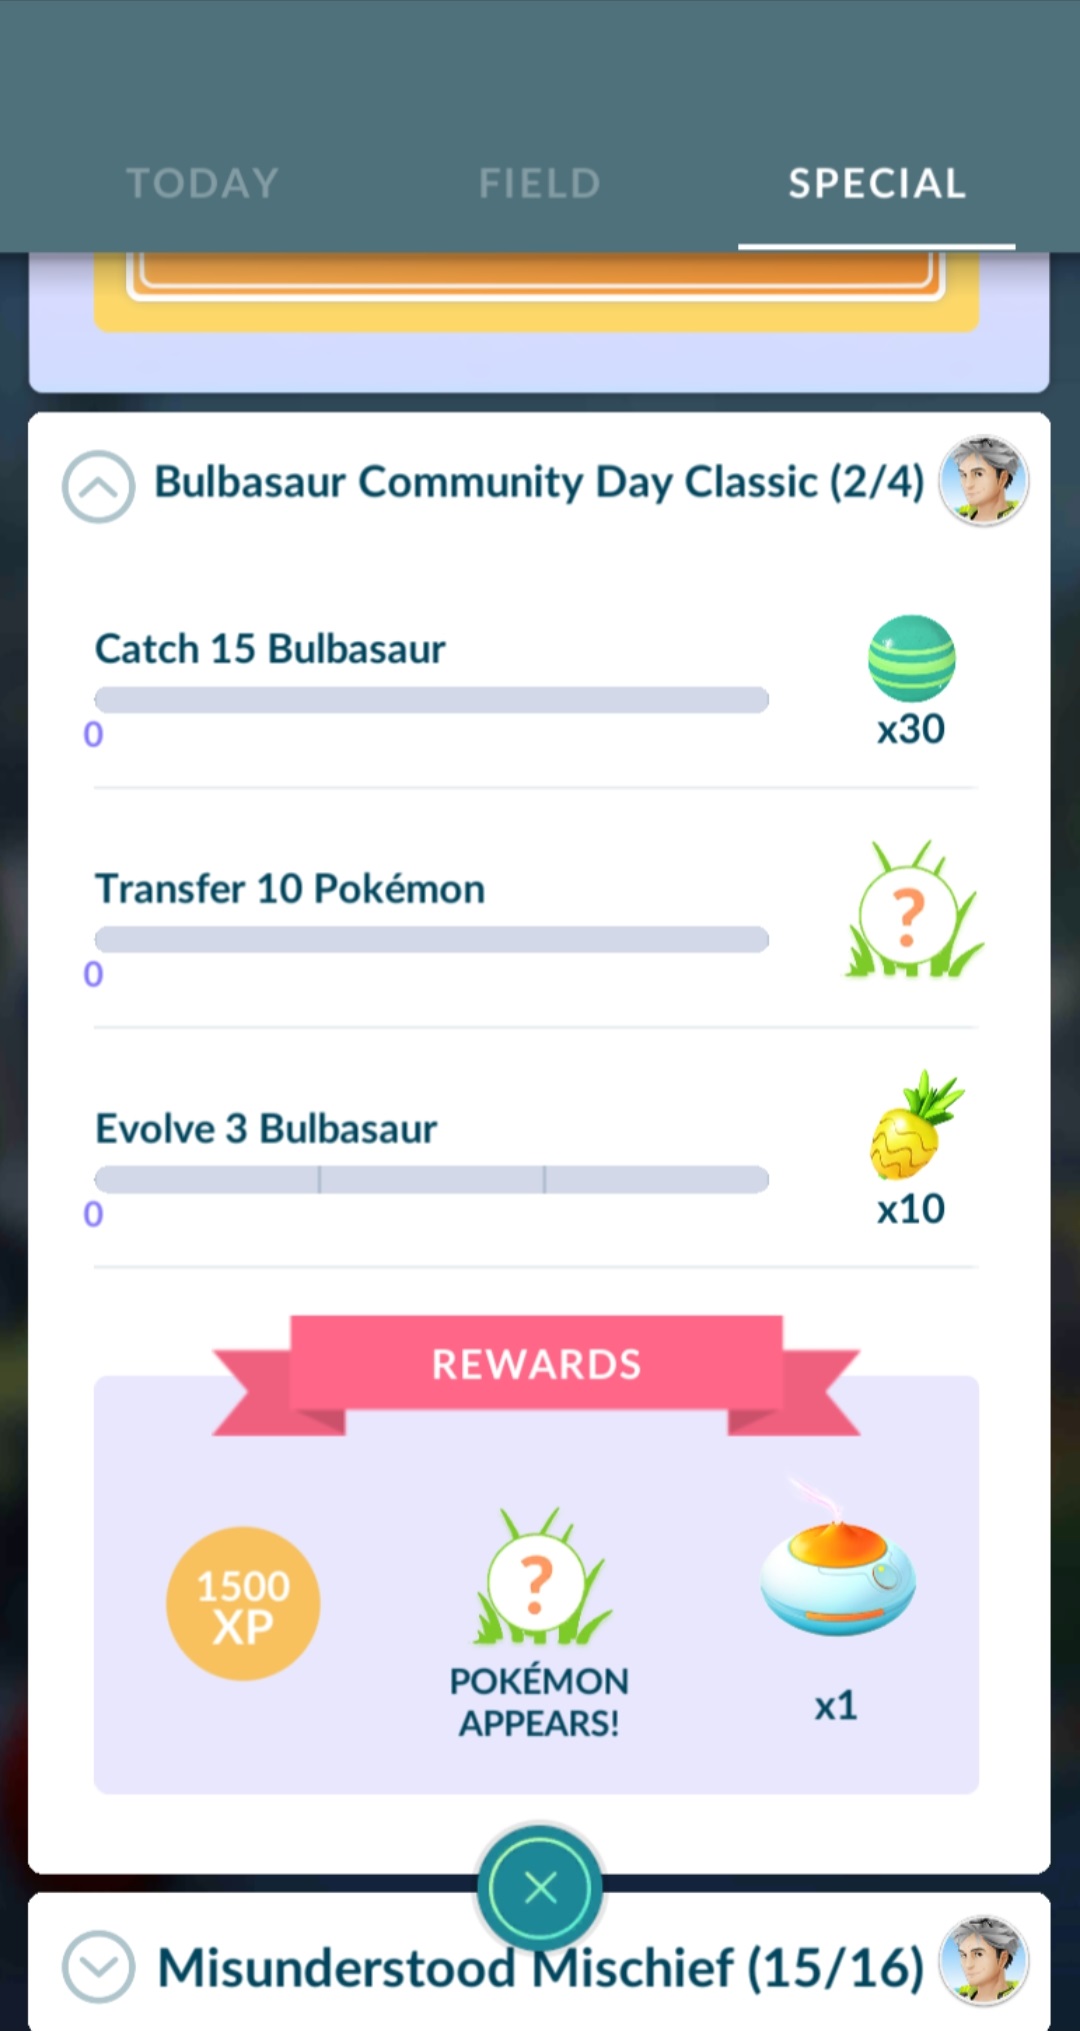 TODAY FIELD SPECIAL
Bulbasaur Community Day Classic (2/4)
Catch 15 Bulbasaur
0
x30
Transfer 10 Pokémon
0
?
Evolve 3 Bulbasaur
0
x10
REWARDS
1500
XP
?
POKÉMON
APPEARS!
x1
Misunderstood Mischief (15/16)